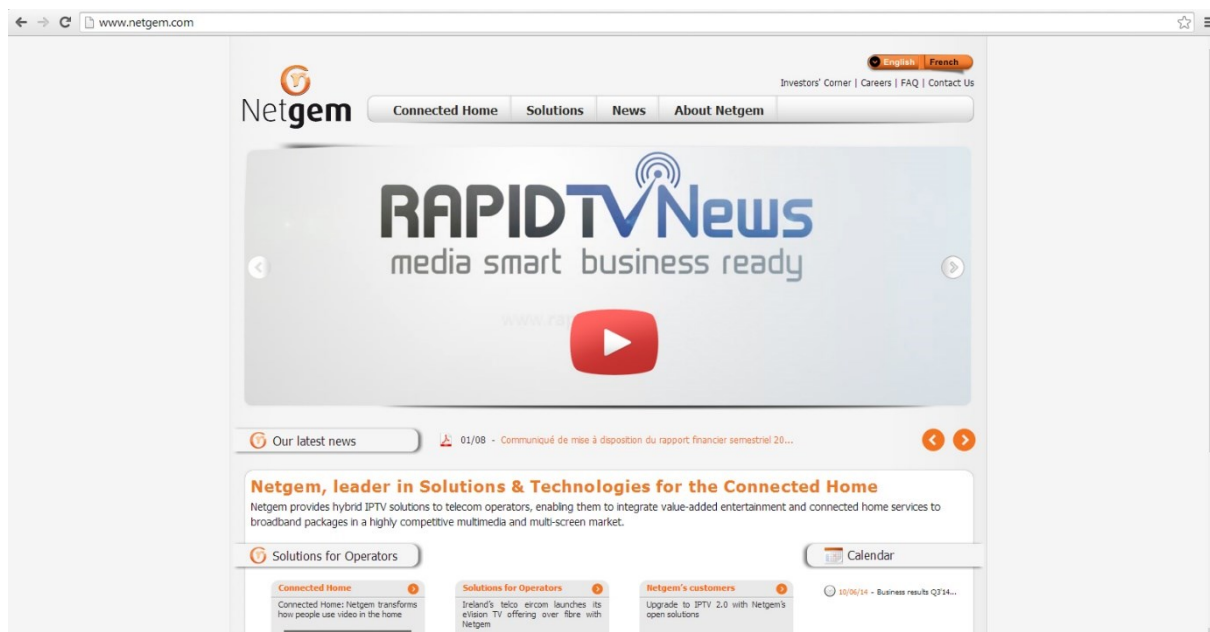 www.netgem.com
English French
Investors' Corner | Careers | FAQ | Contact Us
Netgem
Connected Home Solutions News About Netgem
RAPIDTVNews
media smart business ready
Our latest news
01/08 - Communiqué de mise à disposition du rapport financier semestriel 20...
Netgem, leader in Solutions & Technologies for the Connected Home
Netgem provides hybrid IPTV solutions to telecom operators, enabling them to integrate value-added entertainment and connected home services to
broadband packages in a highly competitive multimedia and multi-screen market.
Solutions for Operators
Calendar
Connected Home
Connected Home: Netgem transforms
how people use video in the home
Solutions for Operators
Ireland's telco eircom launches its
eVision TV offering over fibre with
Netgem
Netgem's customers
Upgrade to IPTV 2.0 with Netgem's
open solutions
10/06/14 - Business results Q3'14...